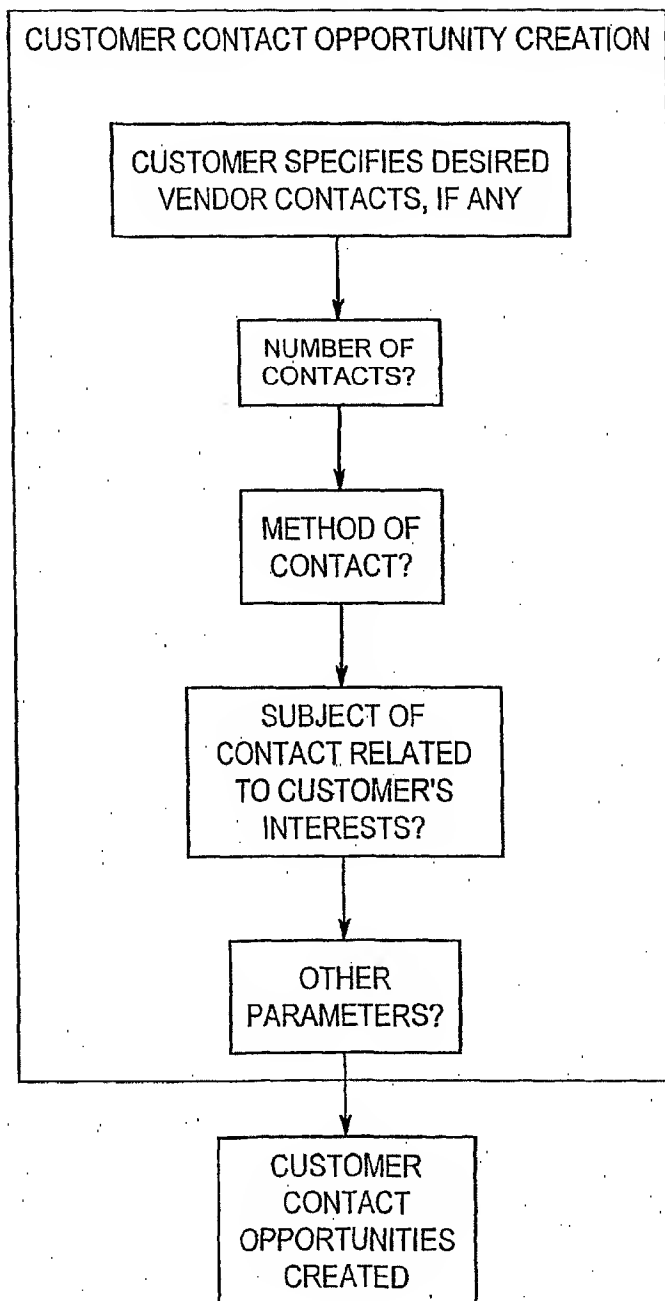 CUSTOMER CONTACT OPPORTUNITY CREATION
CUSTOMER SPECIFIES DESIRED
VENDOR CONTACTS, IF ANY
NUMBER OF
CONTACTS?
METHOD OF
CONTACT?
SUBJECT OF
CONTACT RELATED
TO CUSTOMER'S
INTERESTS?
OTHER
PARAMETERS?
CUSTOMER
CONTACT
OPPORTUNITIES
CREATED